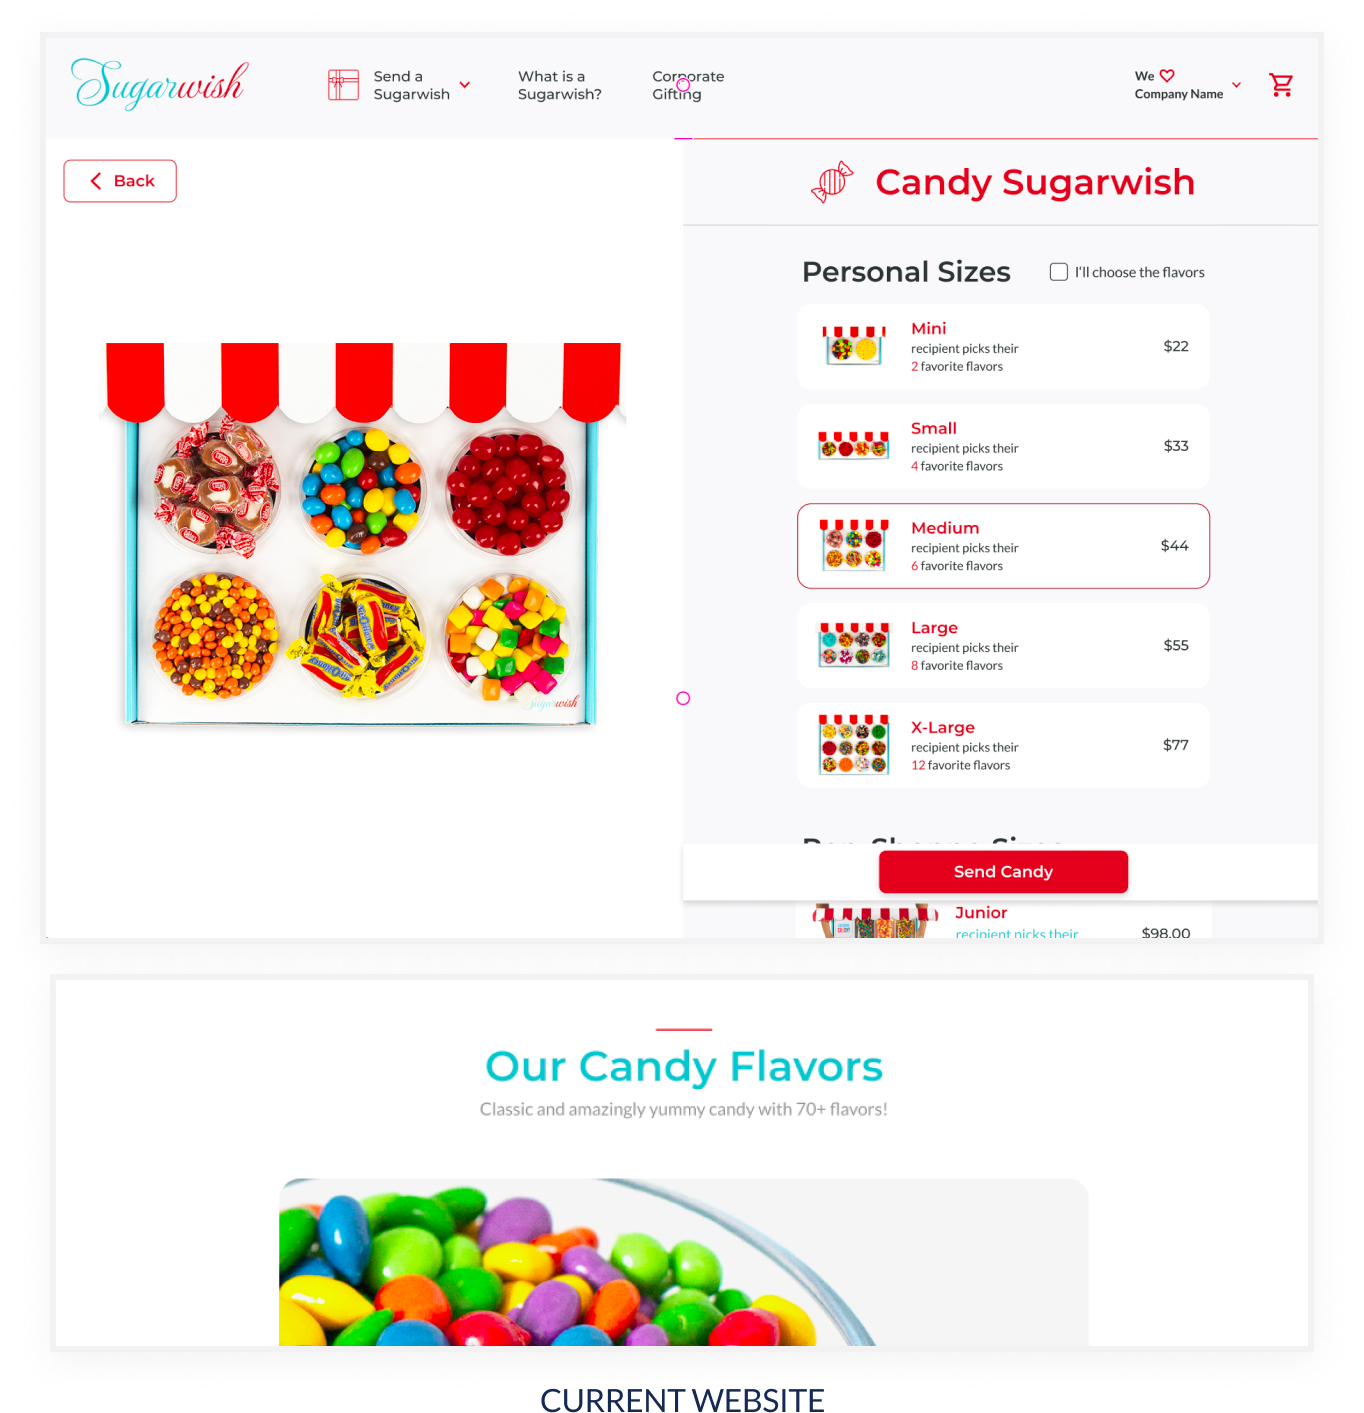 Sugarwish
Send a
Sugarwish
What is a
Sugarwish?
Corporate
Gifting
We
Company Name
Back
Candy Sugarwish
Personal Sizes
I'll choose the flavors
Mini
recipient picks their
2 favorite flavors
$22
Small
recipient picks their
4 favorite flavors
$33
Medium
recipient picks their
6 favorite flavors
$44
Large
recipient picks their
8 favorite flavors
$55
X-Large
recipient picks their
12 favorite flavors
$77
Sugarwish
Send Candy
Junior
recipient picks their
$98.00
Our Candy Flavors
Classic and amazingly yummy candy with 70+ flavors!
CURRENT WEBSITE